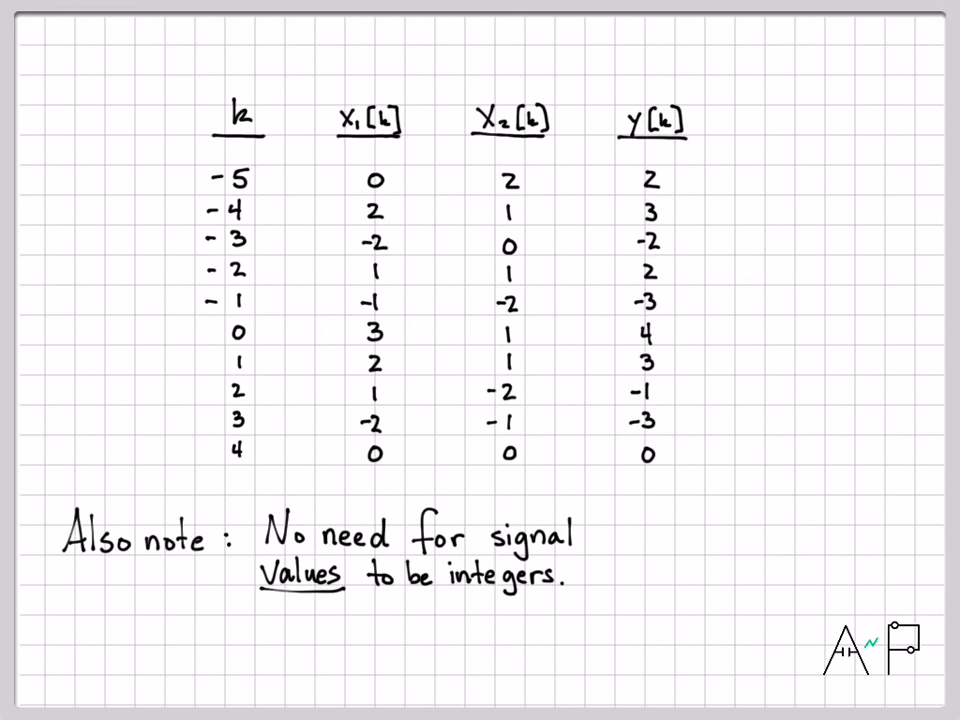 k x₁[k] x₂[k] y[k]
-5 0 2 2
-4 2 1 3
-3 -2 0 -2
-2 1 1 2
-1 -1 -2 -3
0 3 1 4
1 2 1 3
2 1 -2 -1
3 -2 -1 -3
4 0 0 0
Also note: No need for signal
values to be integers.
A~P